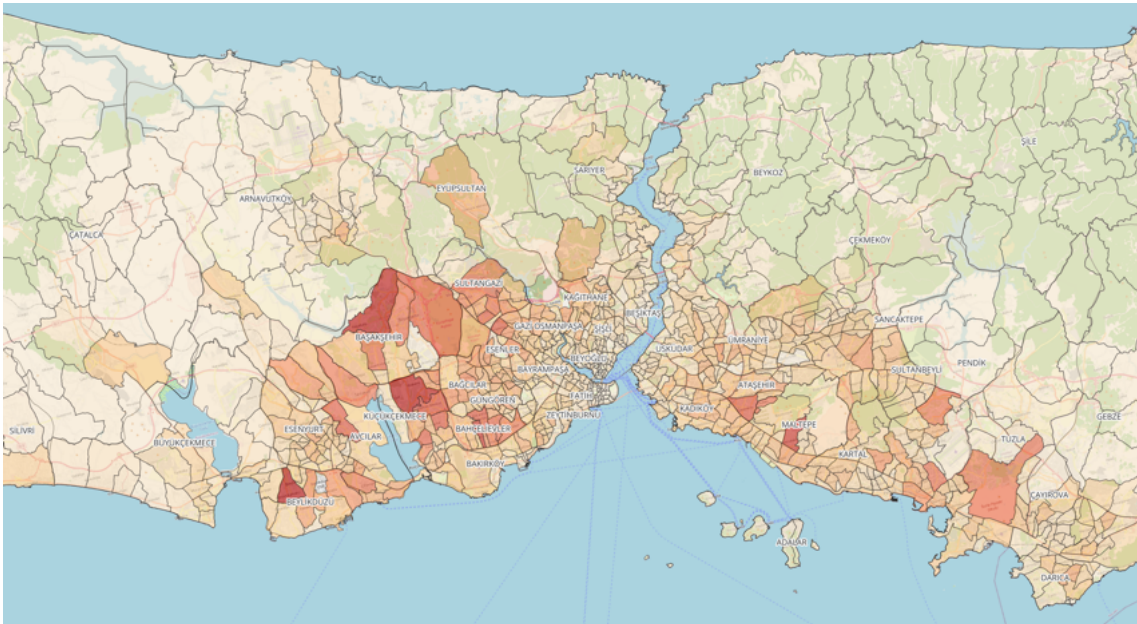 ŞİLE
SARIYER
BEYKOZ
EYÜPSULTAN
ARNAVUTKÖY
ÇATALCA
ÇEKMEKÖY
SULTANGAZİ
KAĞITHANE
BEŞİKTAŞ
SANCAKTEPE
GAZİOSMANPAŞA
ŞİŞLİ
BAŞAKŞEHİR
ÜMRANİYE
ESENLER
ÜSKÜDAR
BEYOĞLU
PENDİK
BAYRAMPAŞA
SULTANBEYLİ
BAĞCILAR
ATAŞEHİR
FATİH
GÜNGÖREN
KADIKÖY
KÜÇÜKÇEKMECE
ZEYTİNBURNU
GEBZE
MALTEPE
SİLİVRİ
ESENYURT
BAHÇELİEVLER
AVCILAR
TUZLA
BÜYÜKÇEKMECE
KARTAL
BAKIRKÖY
ÇAYIROVA
BEYLİKDÜZÜ
ADALAR
DARICA